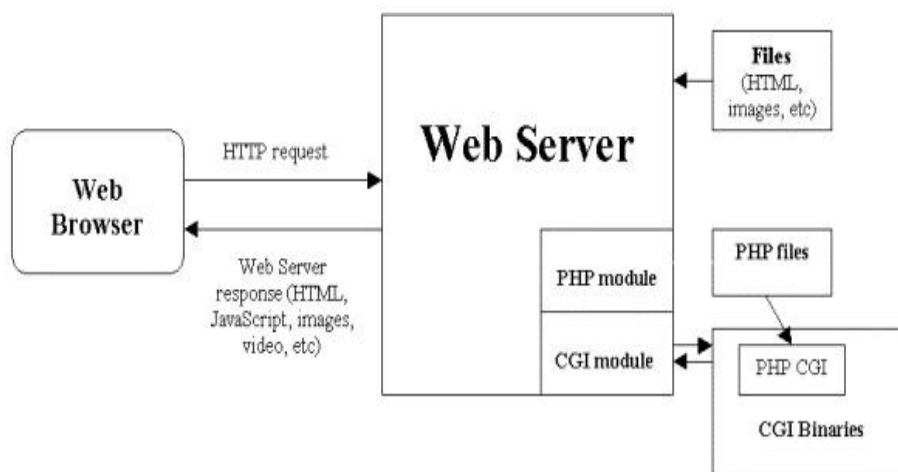 Web
Browser
HTTP request
Web Server
response (HTML,
JavaScript, images,
video, etc)
Web Server
PHP module
CGI module
Files
(HTML,
images, etc)
PHP files
PHP CGI
CGI Binaries